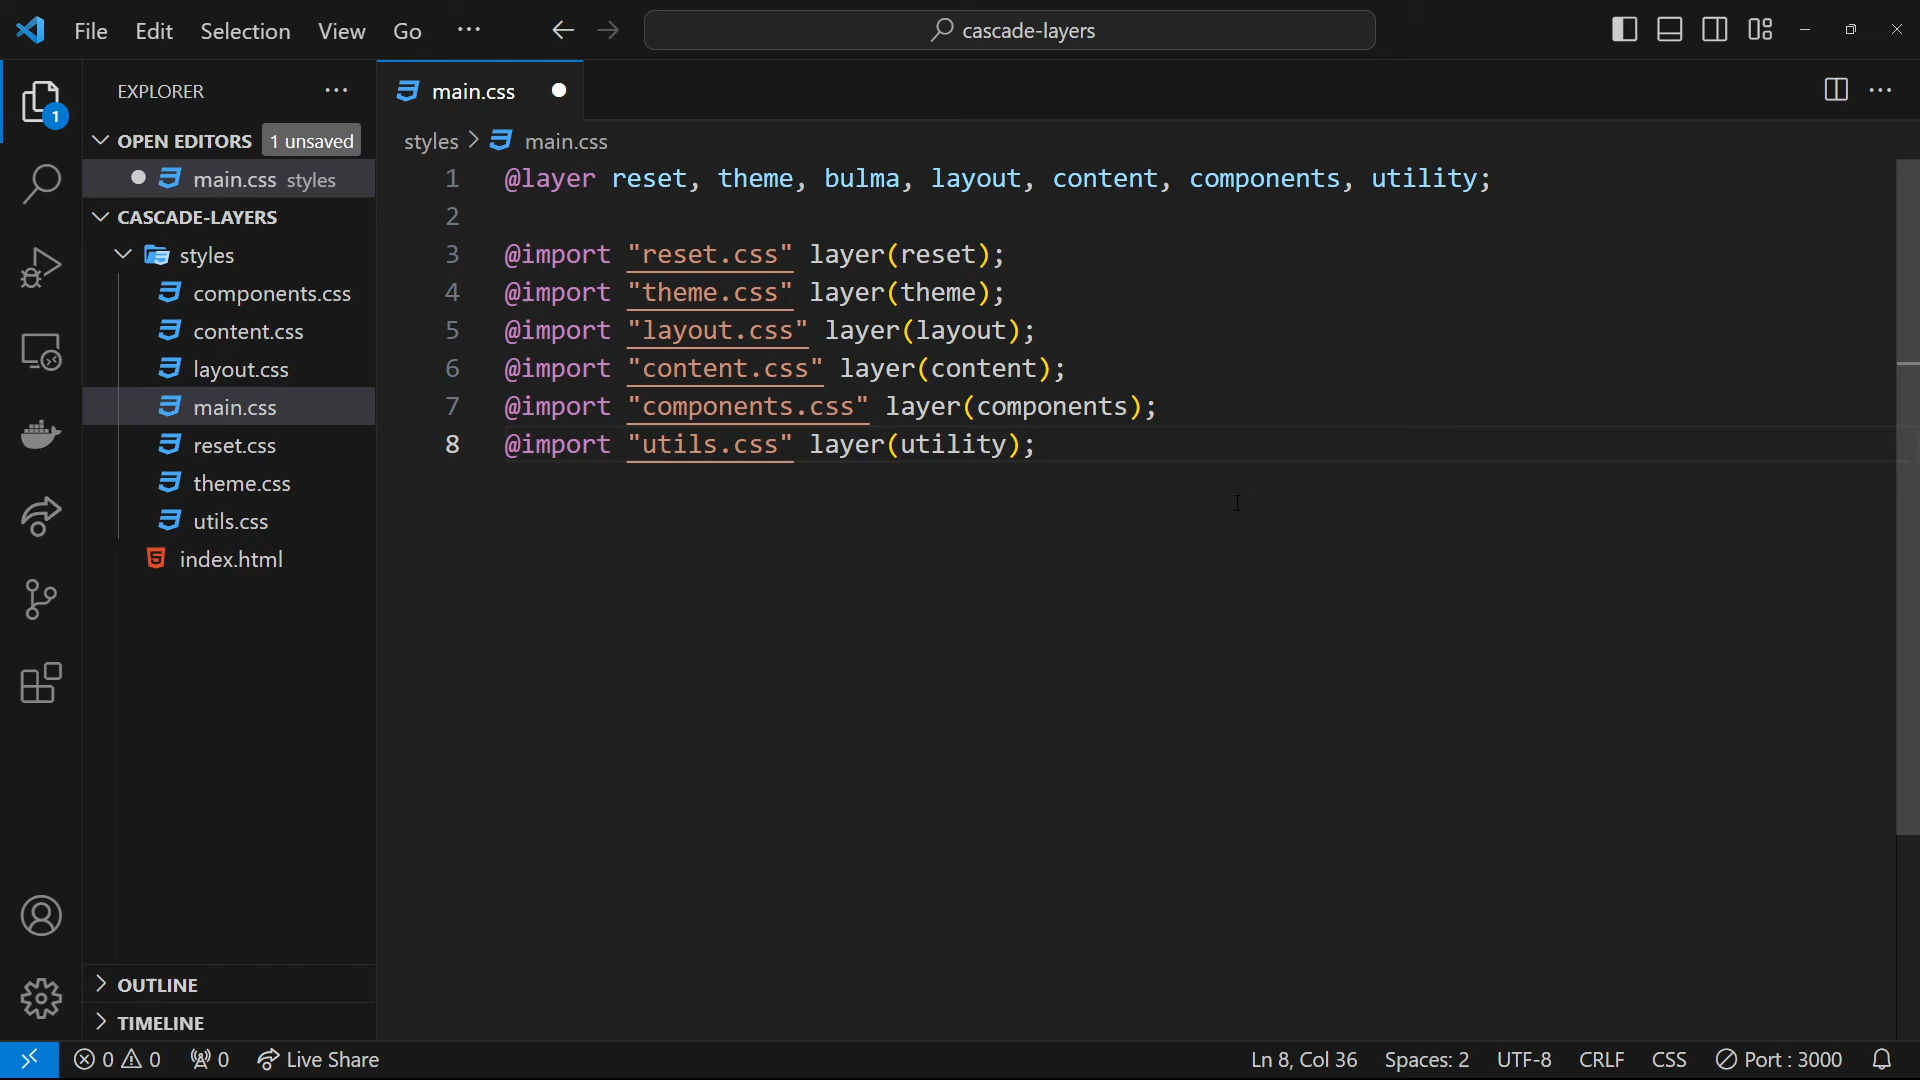 File Edit Selection View Go ··· cascade-layers
EXPLORER ···
OPEN EDITORS 1 unsaved
main.css styles
CASCADE-LAYERS
styles
components.css
content.css
layout.css
main.css
reset.css
theme.css
utils.css
index.html
OUTLINE
TIMELINE
main.css
styles > main.css
1 @layer reset, theme, bulma, layout, content, components, utility;
2
3 @import "reset.css" layer(reset);
4 @import "theme.css" layer(theme);
5 @import "layout.css" layer(layout);
6 @import "content.css" layer(content);
7 @import "components.css" layer(components);
8 @import "utils.css" layer(utility);
1
0 0 0 Live Share Ln 8, Col 36 Spaces: 2 UTF-8 CRLF CSS Port : 3000